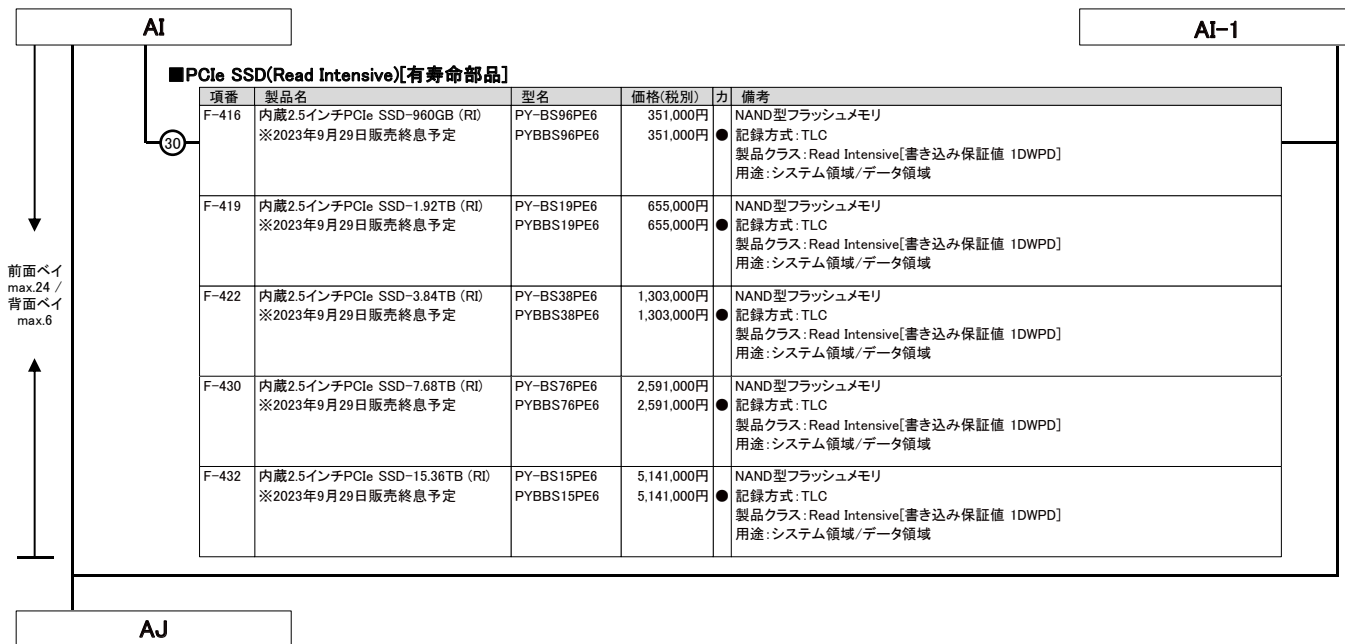 AI
AI-1
■PCIe SSD(Read Intensive)[有寿命部品]
項番 製品名 型名 価格(税別) カ 備考
F-416 内蔵2.5インチPCIe SSD-960GB (RI) PY-BS96PE6 351,000円 NAND型フラッシュメモリ
※2023年9月29日販売終息予定 PYBBS96PE6 351,000円 ● 記録方式:TLC
製品クラス:Read Intensive[書き込み保証値 1DWPD]
用途:システム領域/データ領域
30
F-419 内蔵2.5インチPCIe SSD-1.92TB (RI) PY-BS19PE6 655,000円 NAND型フラッシュメモリ
※2023年9月29日販売終息予定 PYBBS19PE6 655,000円 ● 記録方式:TLC
製品クラス:Read Intensive[書き込み保証値 1DWPD]
用途:システム領域/データ領域
前面ベイ
max.24 /
背面ベイ
max.6
F-422 内蔵2.5インチPCIe SSD-3.84TB (RI) PY-BS38PE6 1,303,000円 NAND型フラッシュメモリ
※2023年9月29日販売終息予定 PYBBS38PE6 1,303,000円 ● 記録方式:TLC
製品クラス:Read Intensive[書き込み保証値 1DWPD]
用途:システム領域/データ領域
F-430 内蔵2.5インチPCIe SSD-7.68TB (RI) PY-BS76PE6 2,591,000円 NAND型フラッシュメモリ
※2023年9月29日販売終息予定 PYBBS76PE6 2,591,000円 ● 記録方式:TLC
製品クラス:Read Intensive[書き込み保証値 1DWPD]
用途:システム領域/データ領域
F-432 内蔵2.5インチPCIe SSD-15.36TB (RI) PY-BS15PE6 5,141,000円 NAND型フラッシュメモリ
※2023年9月29日販売終息予定 PYBBS15PE6 5,141,000円 ● 記録方式:TLC
製品クラス:Read Intensive[書き込み保証値 1DWPD]
用途:システム領域/データ領域
AJ